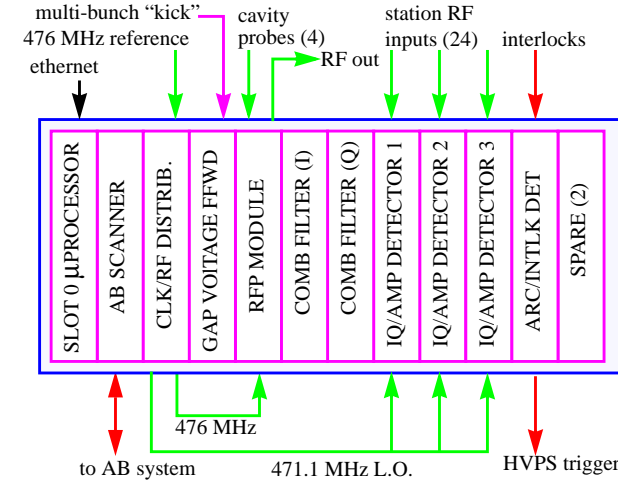 multi-bunch “kick”
476 MHz reference
ethernet
cavity
probes (4)
RF out
station RF
inputs (24)
interlocks
SLOT 0 µPROCESSOR
AB SCANNER
CLK/RF DISTRIB.
GAP VOLTAGE FFWD
RFP MODULE
COMB FILTER (I)
COMB FILTER (Q)
IQ/AMP DETECTOR 1
IQ/AMP DETECTOR 2
IQ/AMP DETECTOR 3
ARC/INTLK DET
SPARE (2)
476 MHz
to AB system
471.1 MHz L.O.
HVPS trigger